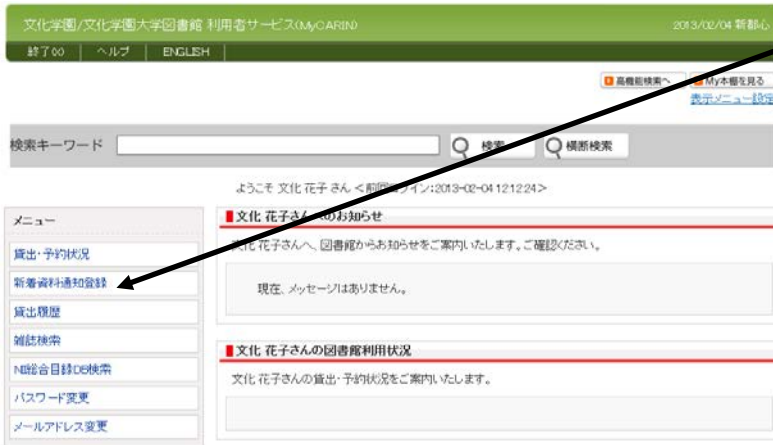 文化学園/文化学園大学図書館 利用者サービス(MyCARIN)
2013/02/04 新都心
終了(X) | ヘルプ | ENGLISH |
高機能検索へ My本棚を見る
表示メニュー設定
検索キーワード 検索 横断検索
ようこそ 文化 花子 さん <前回ログイン:2013-02-04 121224>
メニュー
貸出・予約状況
新着資料通知登録
貸出履歴
雑誌検索
NII総合目録DB検索
パスワード変更
メールアドレス変更
文化 花子さんへのお知らせ
文化 花子さんへ、図書館からお知らせをご案内いたします。ご確認ください。
現在、メッセージはありません。
文化 花子さんの図書館利用状況
文化 花子さんの貸出・予約状況をご案内いたします。